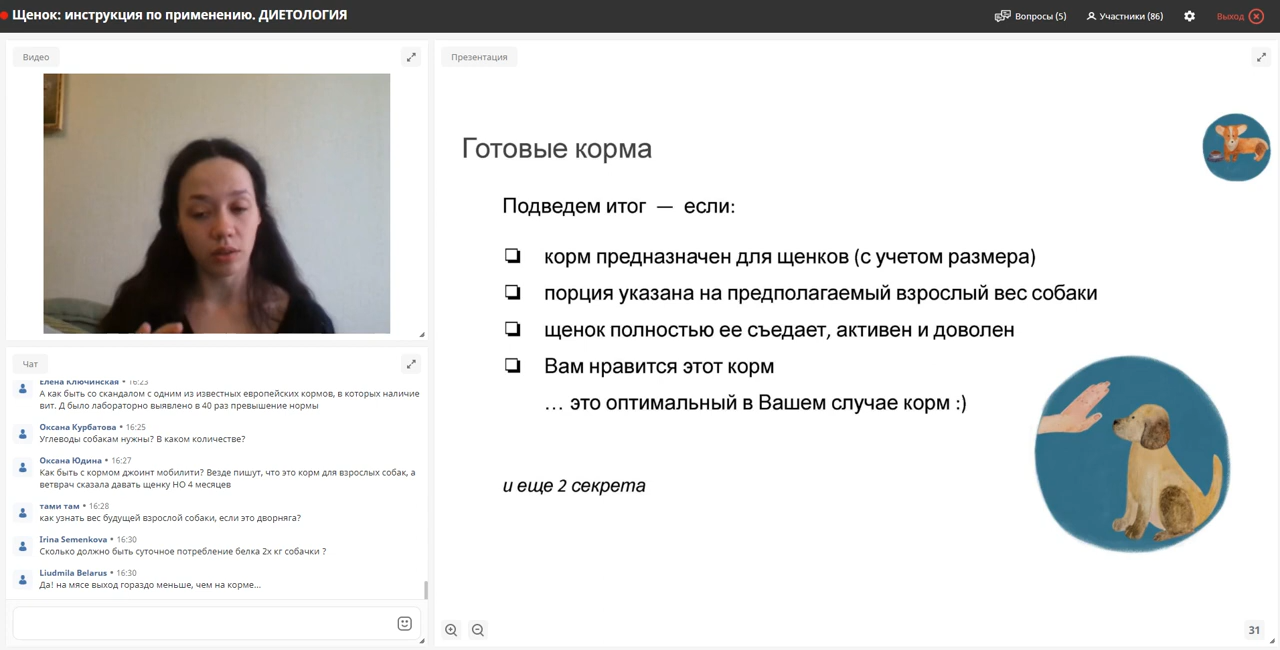 Щенок: инструкция по применению. ДИЕТОЛОГИЯ
Вопросы (5)
Участники (86)
Выход
Видео
Презентация
Готовые корма
Подведем итог — если:
❏ корм предназначен для щенков (с учетом размера)
❏ порция указана на предполагаемый взрослый вес собаки
❏ щенок полностью ее съедает, активен и доволен
❏ Вам нравится этот корм
… это оптимальный в Вашем случае корм :)
и еще 2 секрета
31
Чат
Елена Ключинская • 16:23
А как быть со скандалом с одним из известных европейских кормов, в которых наличие
вит. Д было лабораторно выявлено в 40 раз превышение нормы
Оксана Курбатова • 16:25
Углеводы собакам нужны? В каком количестве?
Оксана Юдина • 16:27
Как быть с кормом джоинт мобилити? Везде пишут, что это корм для взрослых собак, а
ветврач сказала давать щенку НО 4 месяцев
тами там • 16:28
как узнать вес будущей взрослой собаки, если это дворняга?
Irina Semenkova • 16:30
Сколько должно быть суточное потребление белка 2х кг собачки ?
Liudmila Belarus • 16:30
Да! на мясе выход гораздо меньше, чем на корме...